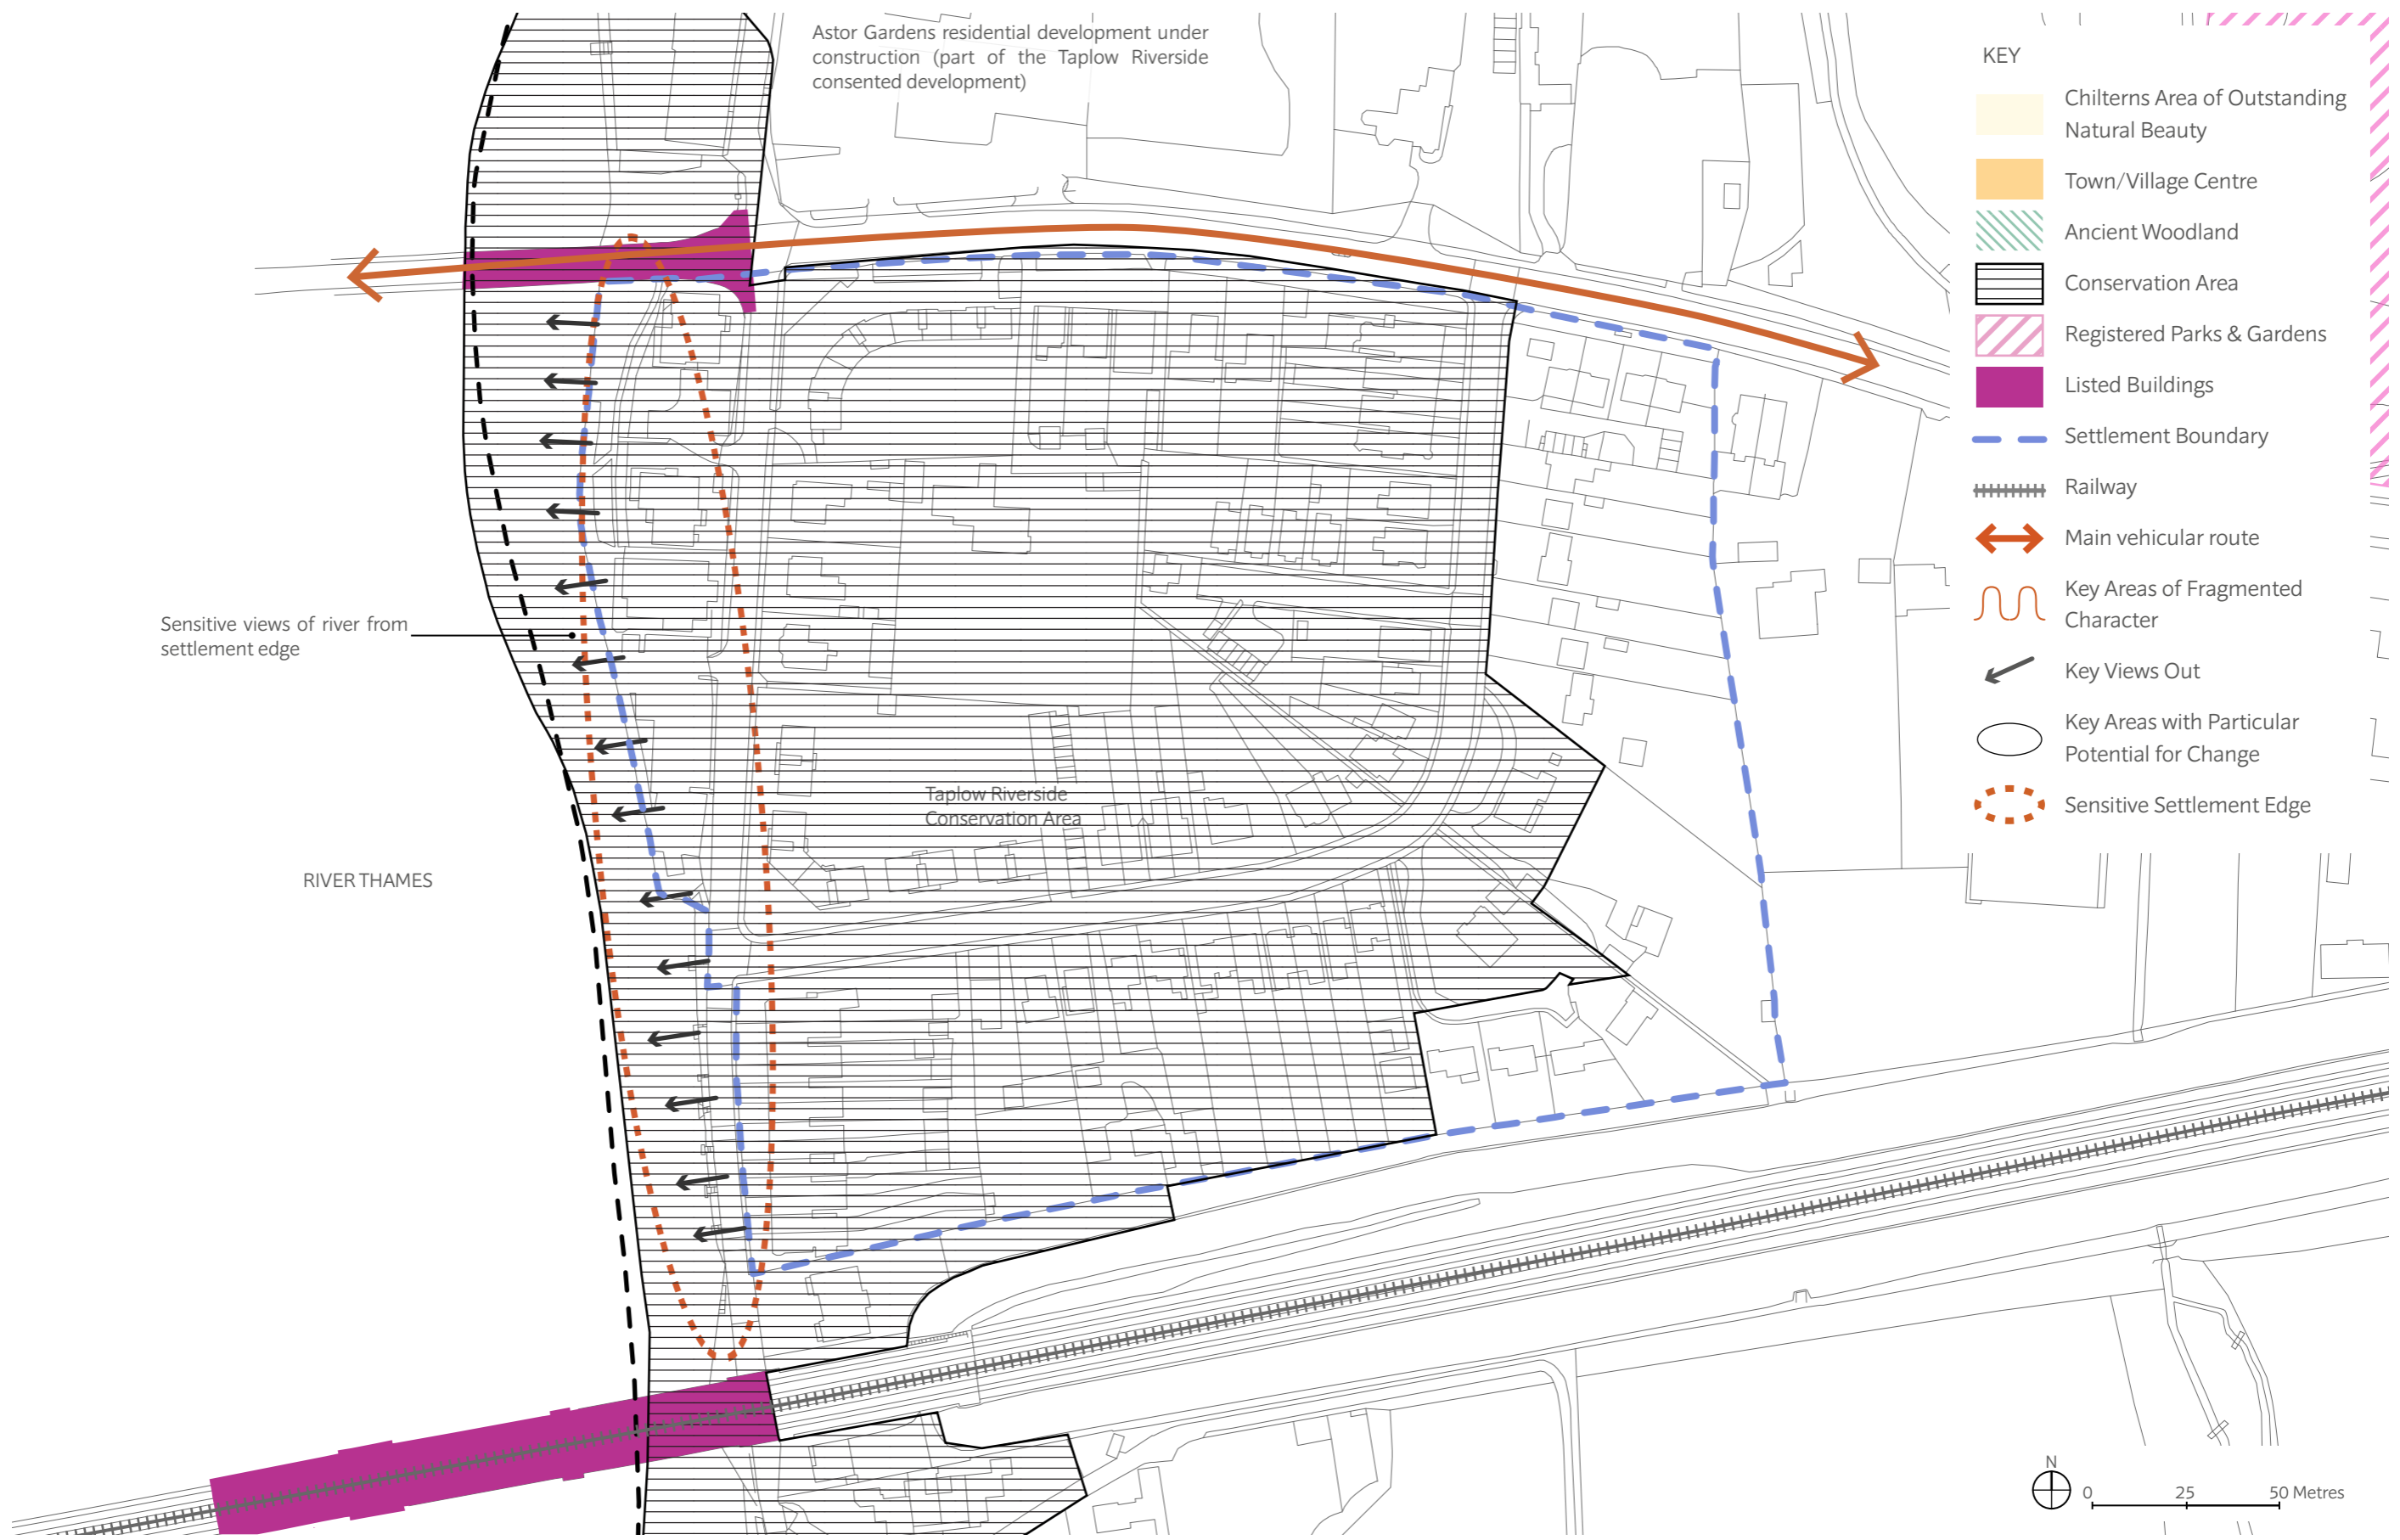 Astor Gardens residential development under
construction (part of the Taplow Riverside
consented development)
Sensitive views of river from
settlement edge
RIVER THAMES
Taplow Riverside
Conservation Area
KEY
Chilterns Area of Outstanding
Natural Beauty
Town/Village Centre
Ancient Woodland
Conservation Area
Registered Parks & Gardens
Listed Buildings
Settlement Boundary
Railway
Main vehicular route
Key Areas of Fragmented
Character
Key Views Out
Key Areas with Particular
Potential for Change
Sensitive Settlement Edge
N
0 25 50 Metres